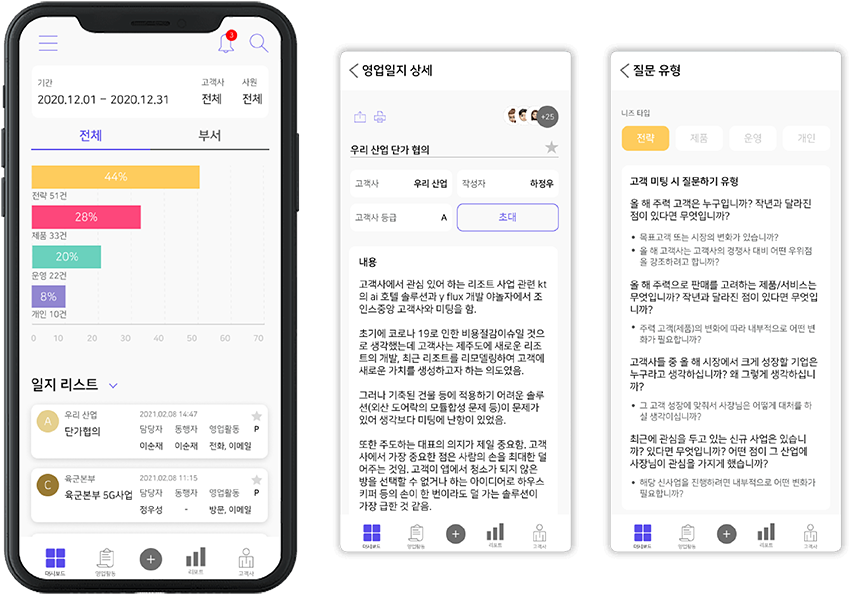 3
기간
고객사 사원
2020.12.01 – 2020.12.31 전체 전체
전체 부서
44%
전략 51건
28%
제품 33건
20%
운영 22건
8%
개인 10건
0 10 20 30 40 50 60 70
일지 리스트
A
우리 산업 2021.02.08 14:47
단가협의 담당자 동행자 영업활동 P
이순재 이순재 전화, 이메일
C
육군본부 2021.02.08 11:15
육군본부 5G사업 담당자 동행자 영업활동 P
정우성 - 방문, 이메일
대시보드 영업활동 리포트 고객사
영업일지 상세
+25
우리 산업 단가 협의
고객사 우리 산업 작성자 하정우
고객사 등급 A 초대
내용
고객사에서 관심 있어 하는 리조트 사업 관련 kt
의 ai 호텔 솔루션과 y flux 개발 야놀자에서 조
인스중앙 고객사와 미팅을 함.
초기에 코로나 19로 인한 비용절감이슈일 것으
로 생각했는데 고객사는 제주도에 새로운 리조
트의 개발, 최근 리조트를 리모델링하여 고객에
새로운 가치를 생성하고자 하는 의도였음.
그러나 기축된 건물 등에 적용하기 어려운 솔루
션(외산 도어락의 모듈합성 문제 등)이 문제가
있어 생각보다 미팅에 난항이 있었음.
또한 주도하는 대표의 의지가 제일 중요함. 고객
사에서 가장 중요한 점은 사람의 손을 최대한 덜
어주는 것임. 고객이 앱에서 청소가 되지 않은
방을 선택할 수 없거나 하는 아이디어로 하우스
키퍼 등의 손이 한 번이라도 덜 가는 솔루션이
가장 급한 것 같음.
대시보드 영업활동 리포트 고객사
질문 유형
니즈 타입
전략 제품 운영 개인
고객 미팅 시 질문하기 유형
올 해 주력 고객은 누구입니까? 작년과 달라진
점이 있다면 무엇입니까?
• 목표고객 또는 시장의 변화가 있습니까?
• 올 해 고객사는 고객사의 경쟁사 대비 어떤 우위점
을 강조하려고 합니까?
올 해 주력으로 판매를 고려하는 제품/서비스는
무엇입니까? 작년과 달라진 점이 있다면 무엇입
니까?
• 주력 고객(제품)의 변화에 따라 내부적으로 어떤 변
화가 필요합니까?
고객사들 중 올 해 시장에서 크게 성장할 기업은
누구라고 생각하십니까? 왜 그렇게 생각하십니
까?
• 그 고객 성장에 맞춰서 사장님은 어떻게 대처를 하
실 생각이십니까?
최근에 관심을 두고 있는 신규 사업은 있습니
까? 있다면 무엇입니까? 어떤 점이 그 산업에
사장님이 관심을 가지게 했습니까?
• 해당 신사업을 진행하려면 내부적으로 어떤 변화가
필요합니까?
대시보드 영업활동 리포트 고객사